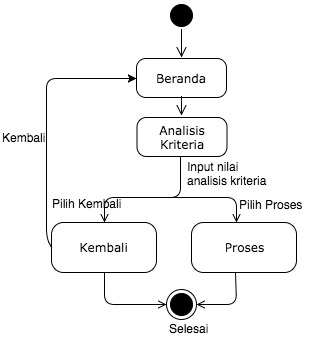 Beranda
Analisis
Kriteria
Kembali
Input nilai
analisis kriteria
Pilih Kembali
Pilih Proses
Kembali
Proses
Selesai